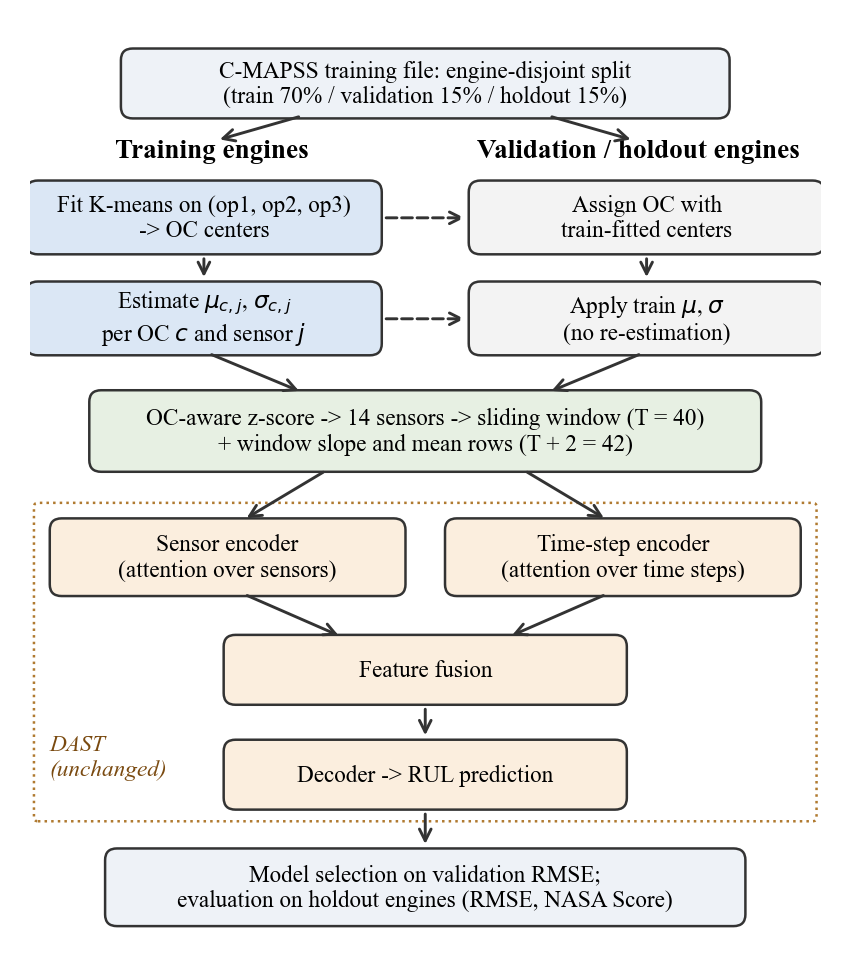 C-MAPSS training file: engine-disjoint split
(train 70% / validation 15% / holdout 15%)
Training engines
Validation / holdout engines
Fit K-means on (op1, op2, op3)
-> OC centers
Assign OC with
train-fitted centers
Estimate μc,j, σc,j
per OC c and sensor j
Apply train μ, σ
(no re-estimation)
OC-aware z-score -> 14 sensors -> sliding window (T = 40)
+ window slope and mean rows (T + 2 = 42)
Sensor encoder
(attention over sensors)
Time-step encoder
(attention over time steps)
Feature fusion
DAST
(unchanged)
Decoder -> RUL prediction
Model selection on validation RMSE;
evaluation on holdout engines (RMSE, NASA Score)